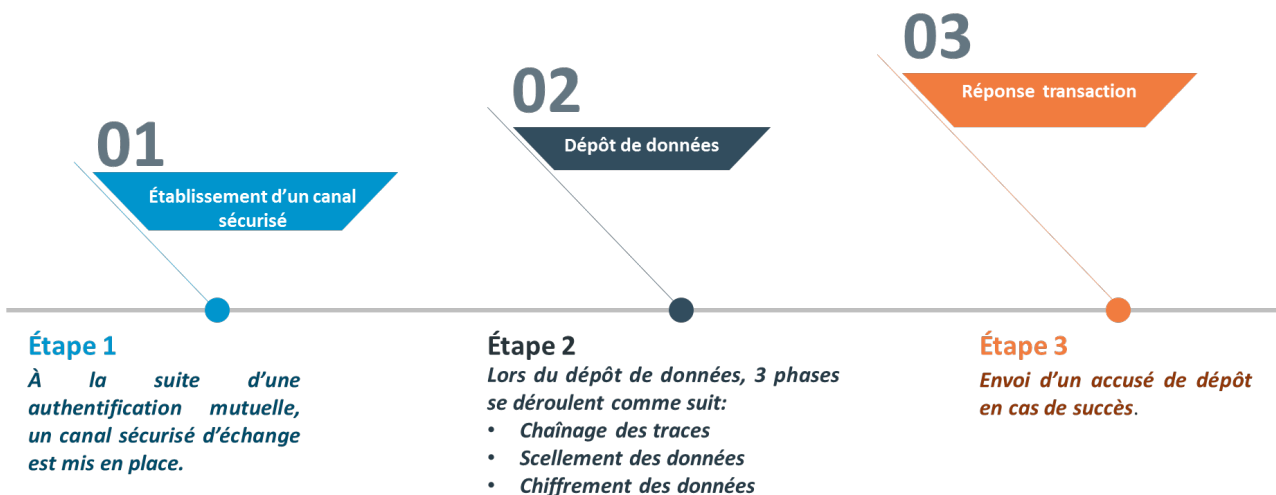 01
Établissement d'un canal
sécurisé
02
Dépôt de données
03
Réponse transaction
Étape 1
À la suite d'une
authentification mutuelle,
un canal sécurisé d'échange
est mis en place.
Étape 2
Lors du dépôt de données, 3 phases
se déroulent comme suit:
• Chaînage des traces
• Scellement des données
• Chiffrement des données
Étape 3
Envoi d'un accusé de dépôt
en cas de succès.